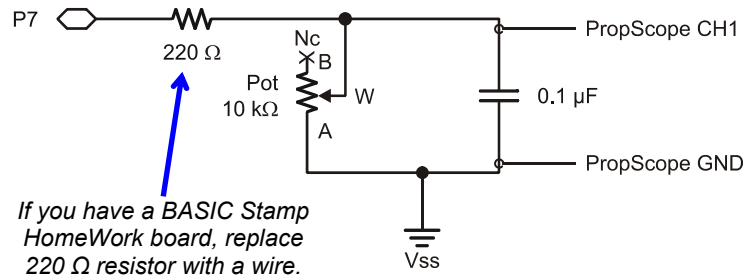 P7
220 Ω
Nc
B
Pot
10 kΩ
W
A
0.1 µF
PropScope CH1
PropScope GND
Vss
If you have a BASIC Stamp
HomeWork board, replace
220 Ω resistor with a wire.